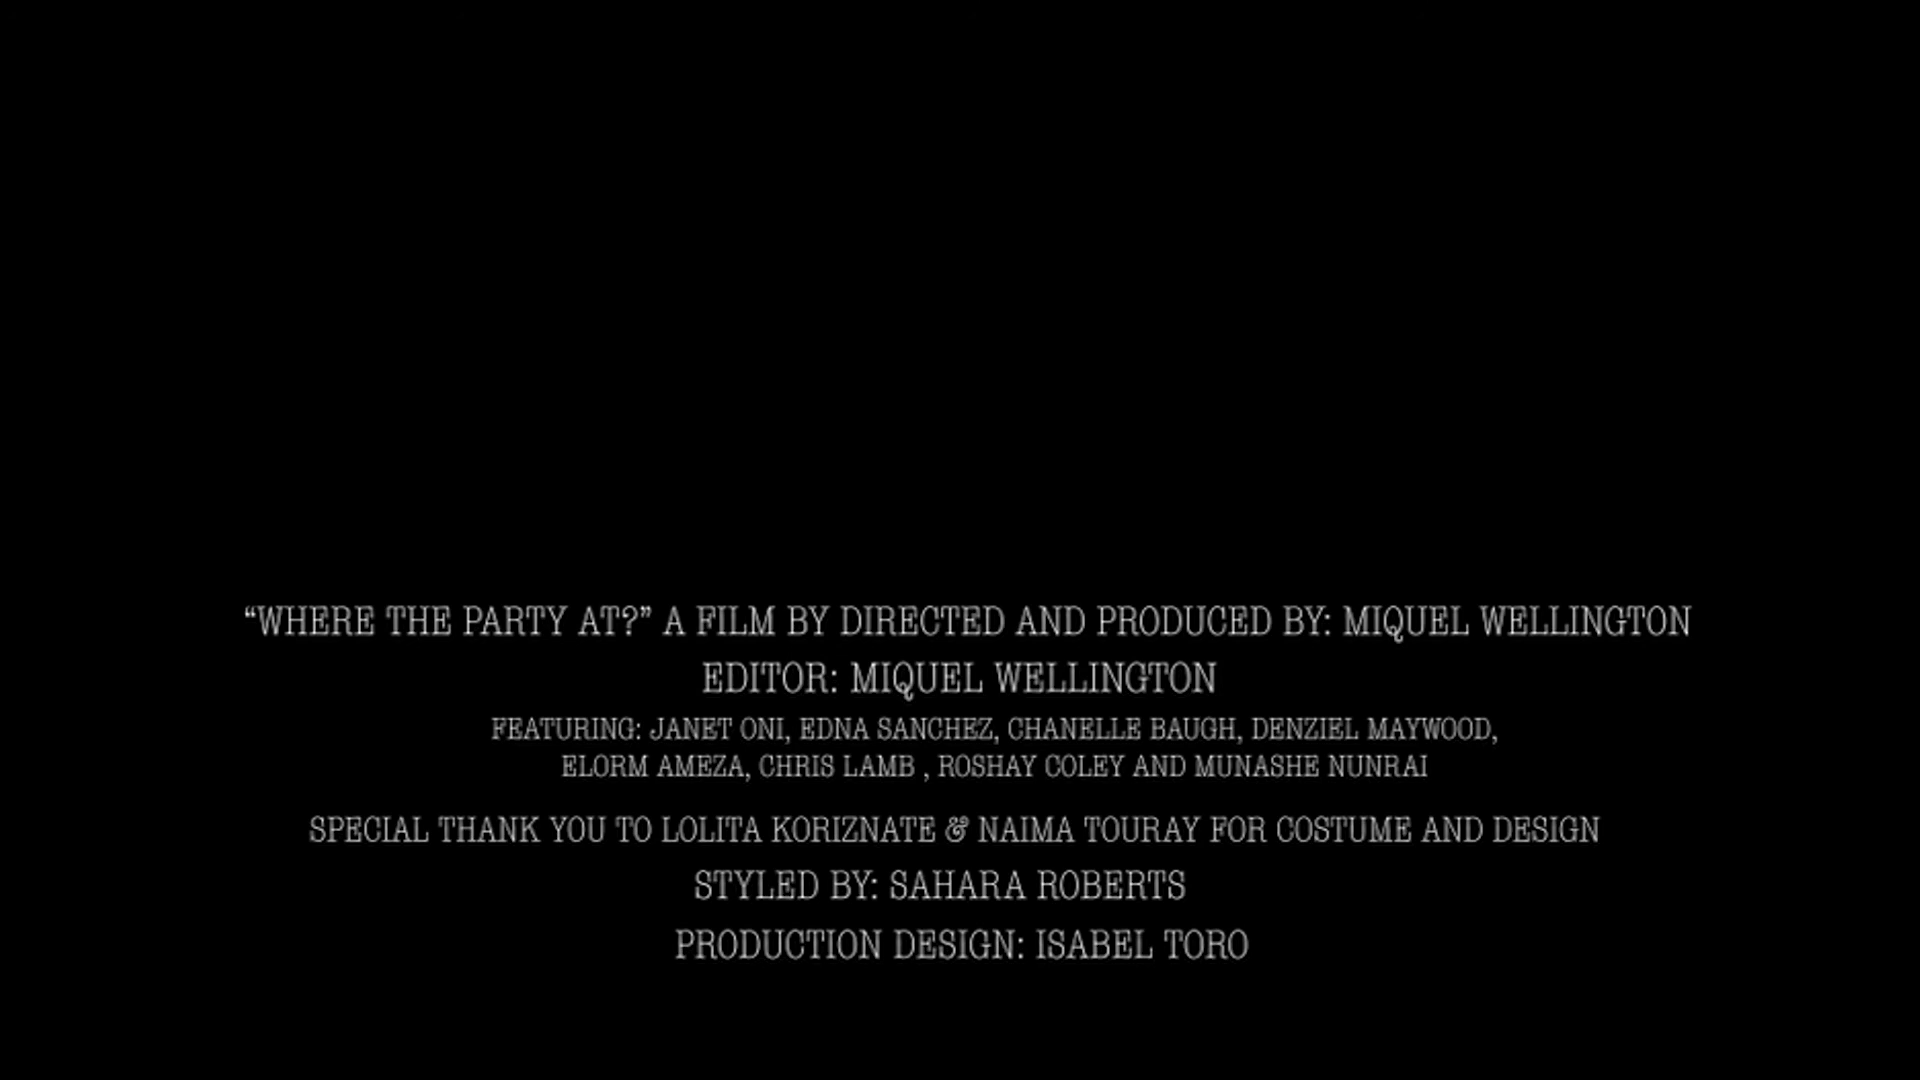 “WHERE THE PARTY AT?” A FILM BY DIRECTED AND PRODUCED BY: MIQUEL WELLINGTON
EDITOR: MIQUEL WELLINGTON
FEATURING: JANET ONI, EDNA SANCHEZ, CHANELLE BAUGH, DENZIEL MAYWOOD,
ELORM AMEZA, CHRIS LAMB , ROSHAY COLEY AND MUNASHE NUNRAI
SPECIAL THANK YOU TO LOLITA KORIZNATE & NAIMA TOURAY FOR COSTUME AND DESIGN
STYLED BY: SAHARA ROBERTS
PRODUCTION DESIGN: ISABEL TORO